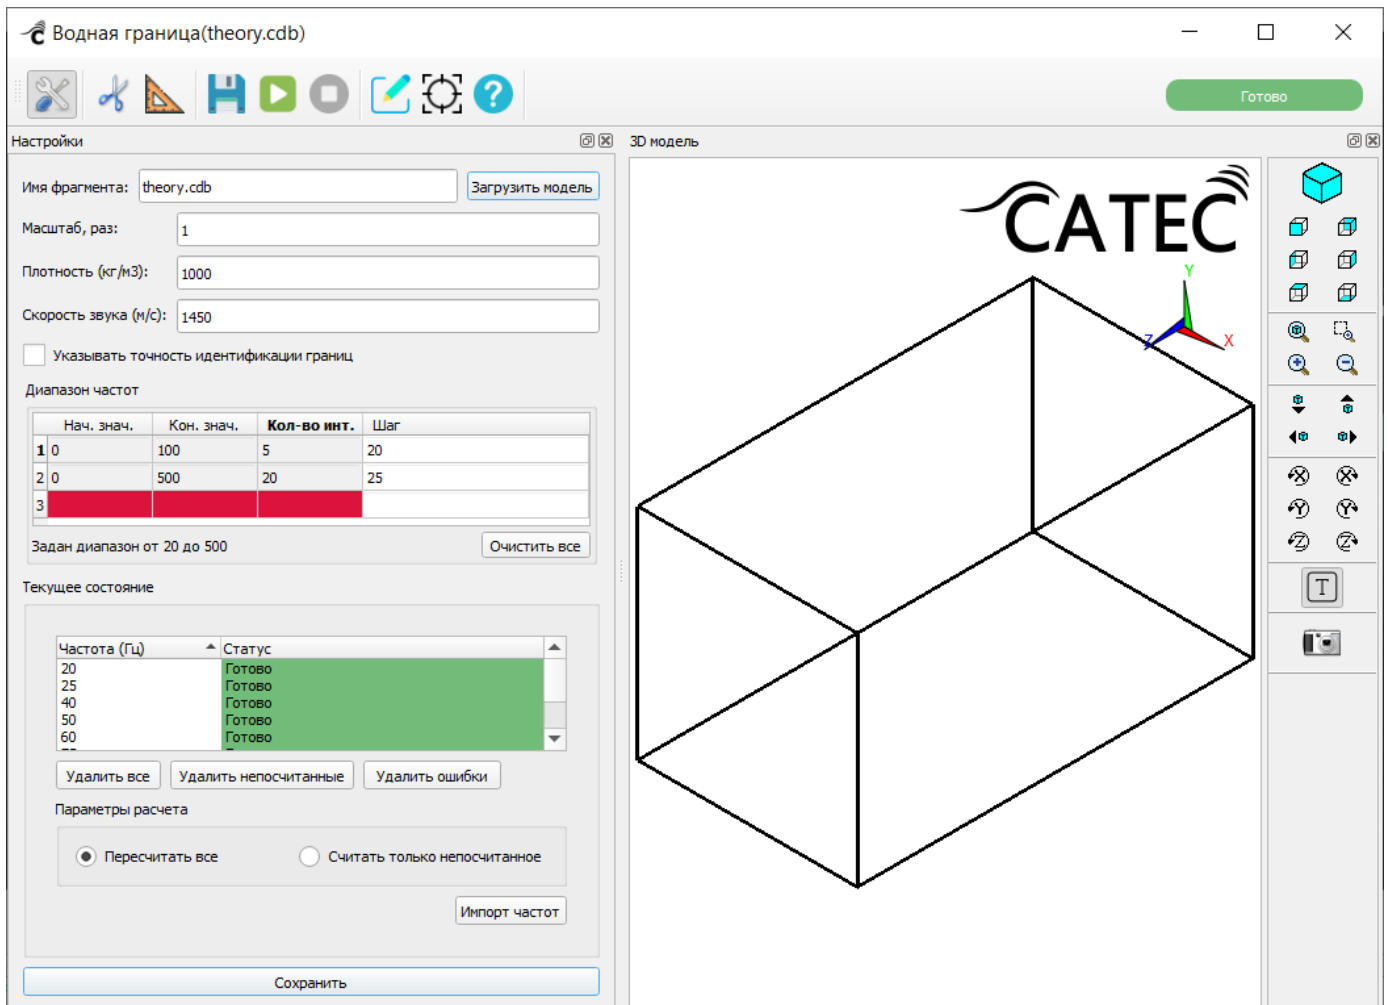 Водная граница(theory.cdb)
Готово
Настройки
3D модель
Имя фрагмента: theory.cdb Загрузить модель
Масштаб, раз: 1
Плотность (кг/м3): 1000
Скорость звука (м/с): 1450
Указывать точность идентификации границ
Диапазон частот
Нач. знач. Кон. знач. Кол-во инт. Шаг
1 0 100 5 20
2 0 500 20 25
3
Задан диапазон от 20 до 500 Очистить все
Текущее состояние
Частота (Гц) Статус
20 Готово
25 Готово
40 Готово
50 Готово
60 Готово
Удалить все Удалить непосчитанные Удалить ошибки
Параметры расчета
Пересчитать все Считать только непосчитанное
Импорт частот
Сохранить
CATEC
Y
Z X
X X
Y Y
Z Z
T